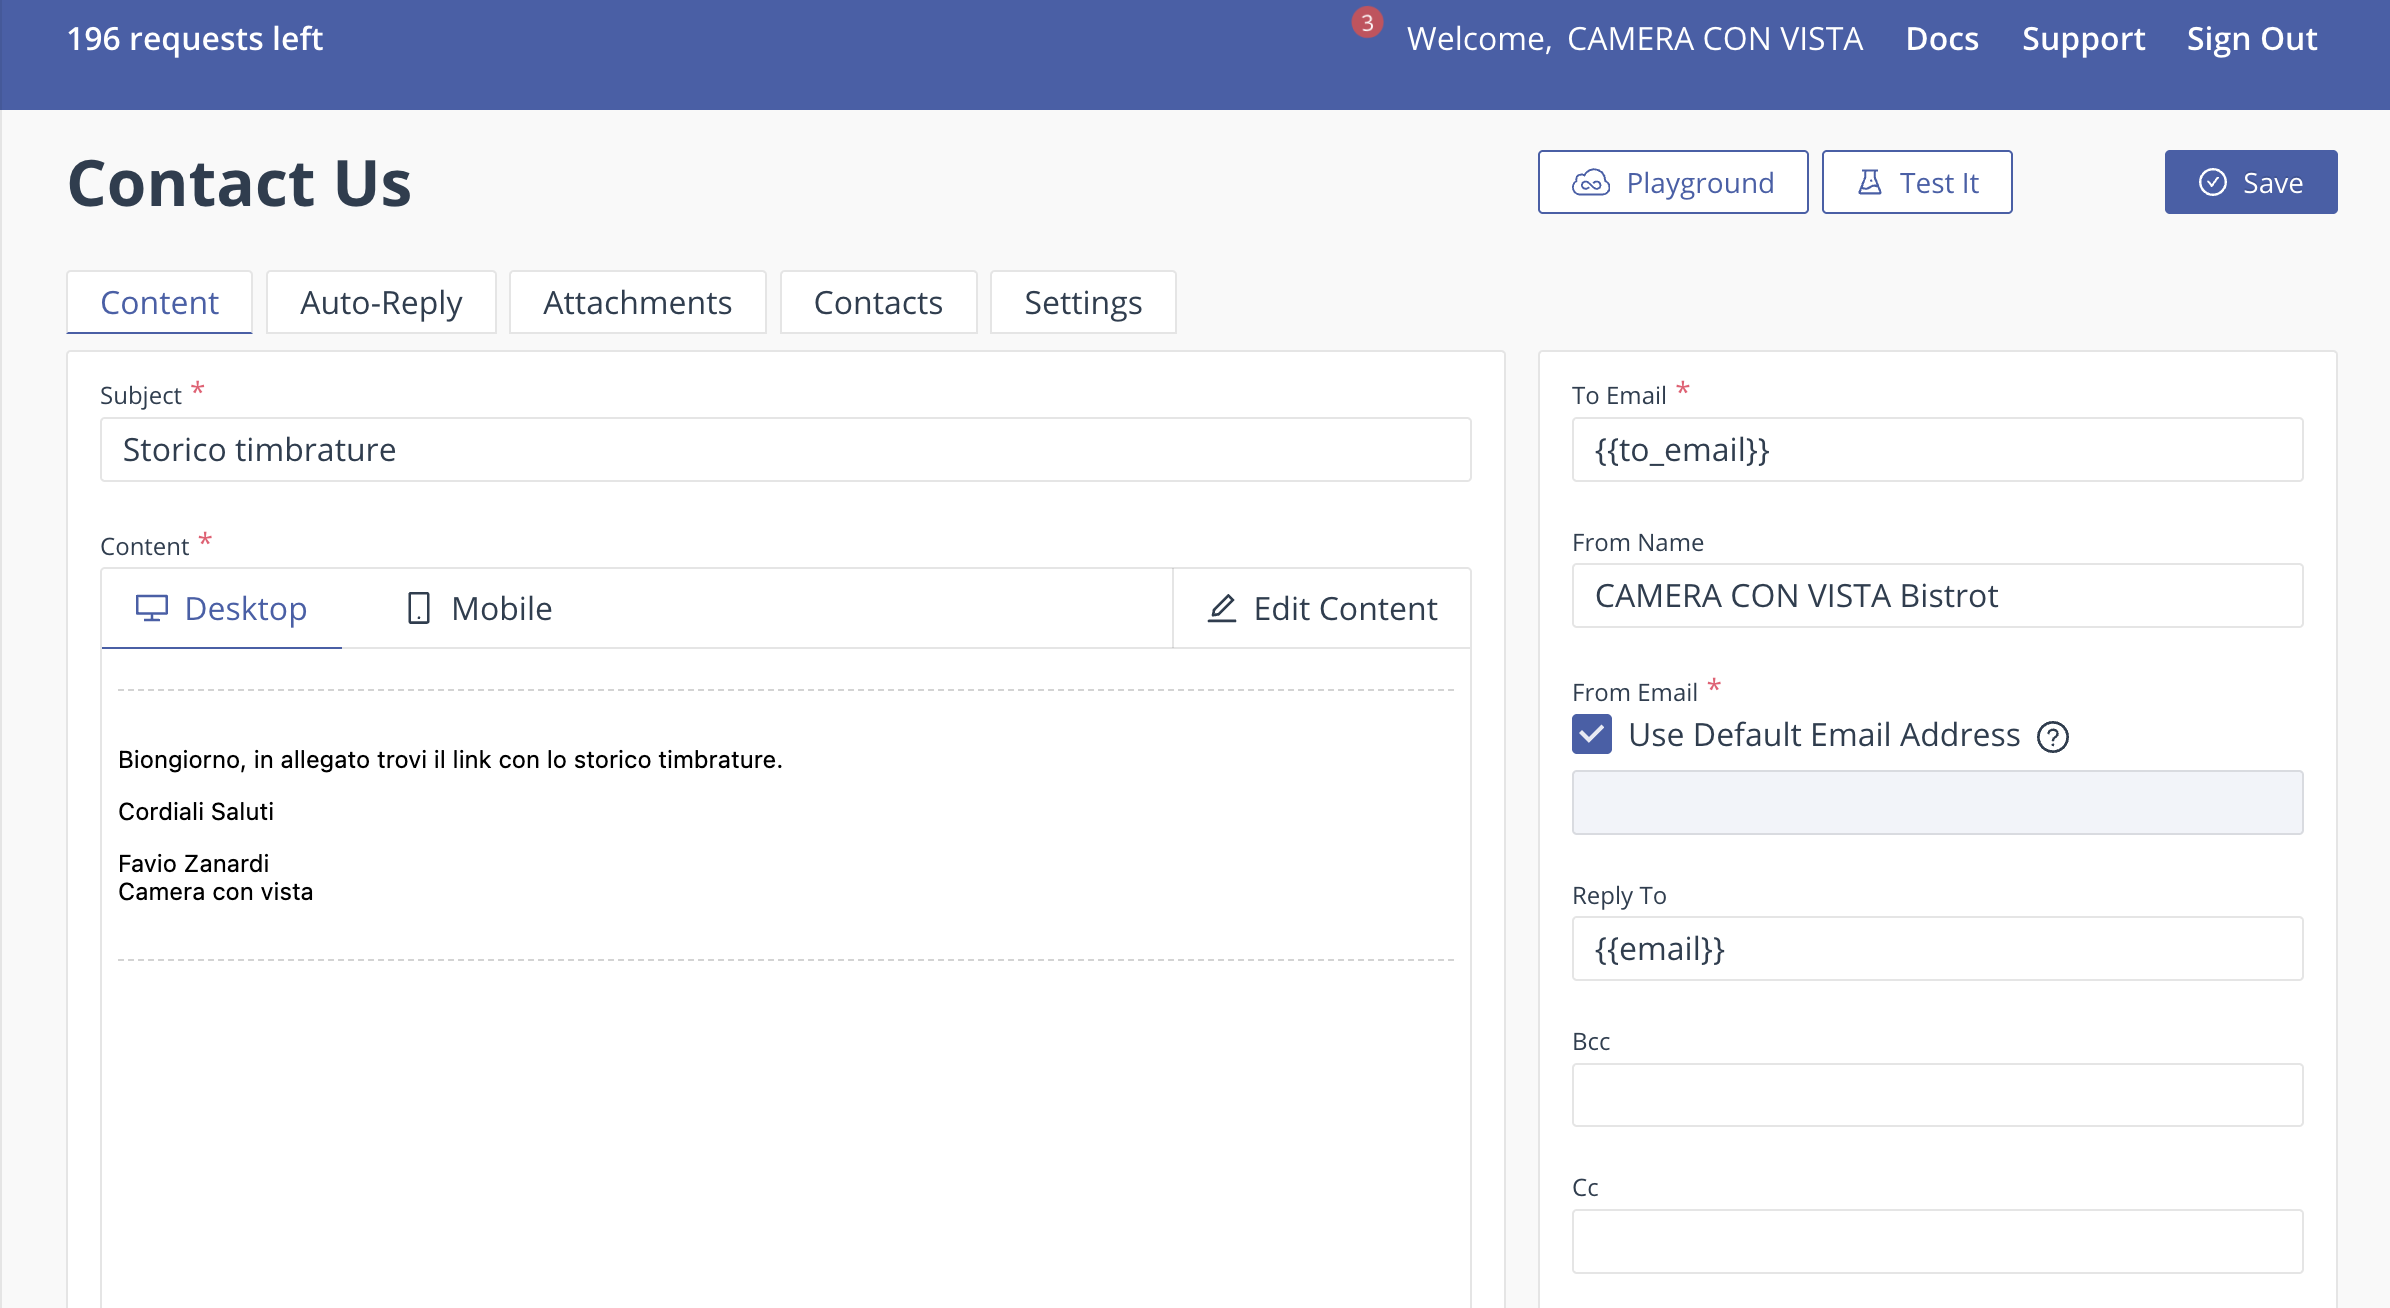 196 requests left
3
Welcome, CAMERA CON VISTA
Docs
Support
Sign Out
Contact Us
Playground
Test It
Save
Content
Auto-Reply
Attachments
Contacts
Settings
Subject *
Storico timbrature
Content *
Desktop
Mobile
Edit Content
Biongiorno, in allegato trovi il link con lo storico timbrature.
Cordiali Saluti
Favio Zanardi
Camera con vista
To Email *
{{to_email}}
From Name
CAMERA CON VISTA Bistrot
From Email *
Use Default Email Address ?
Reply To
{{email}}
Bcc
Cc